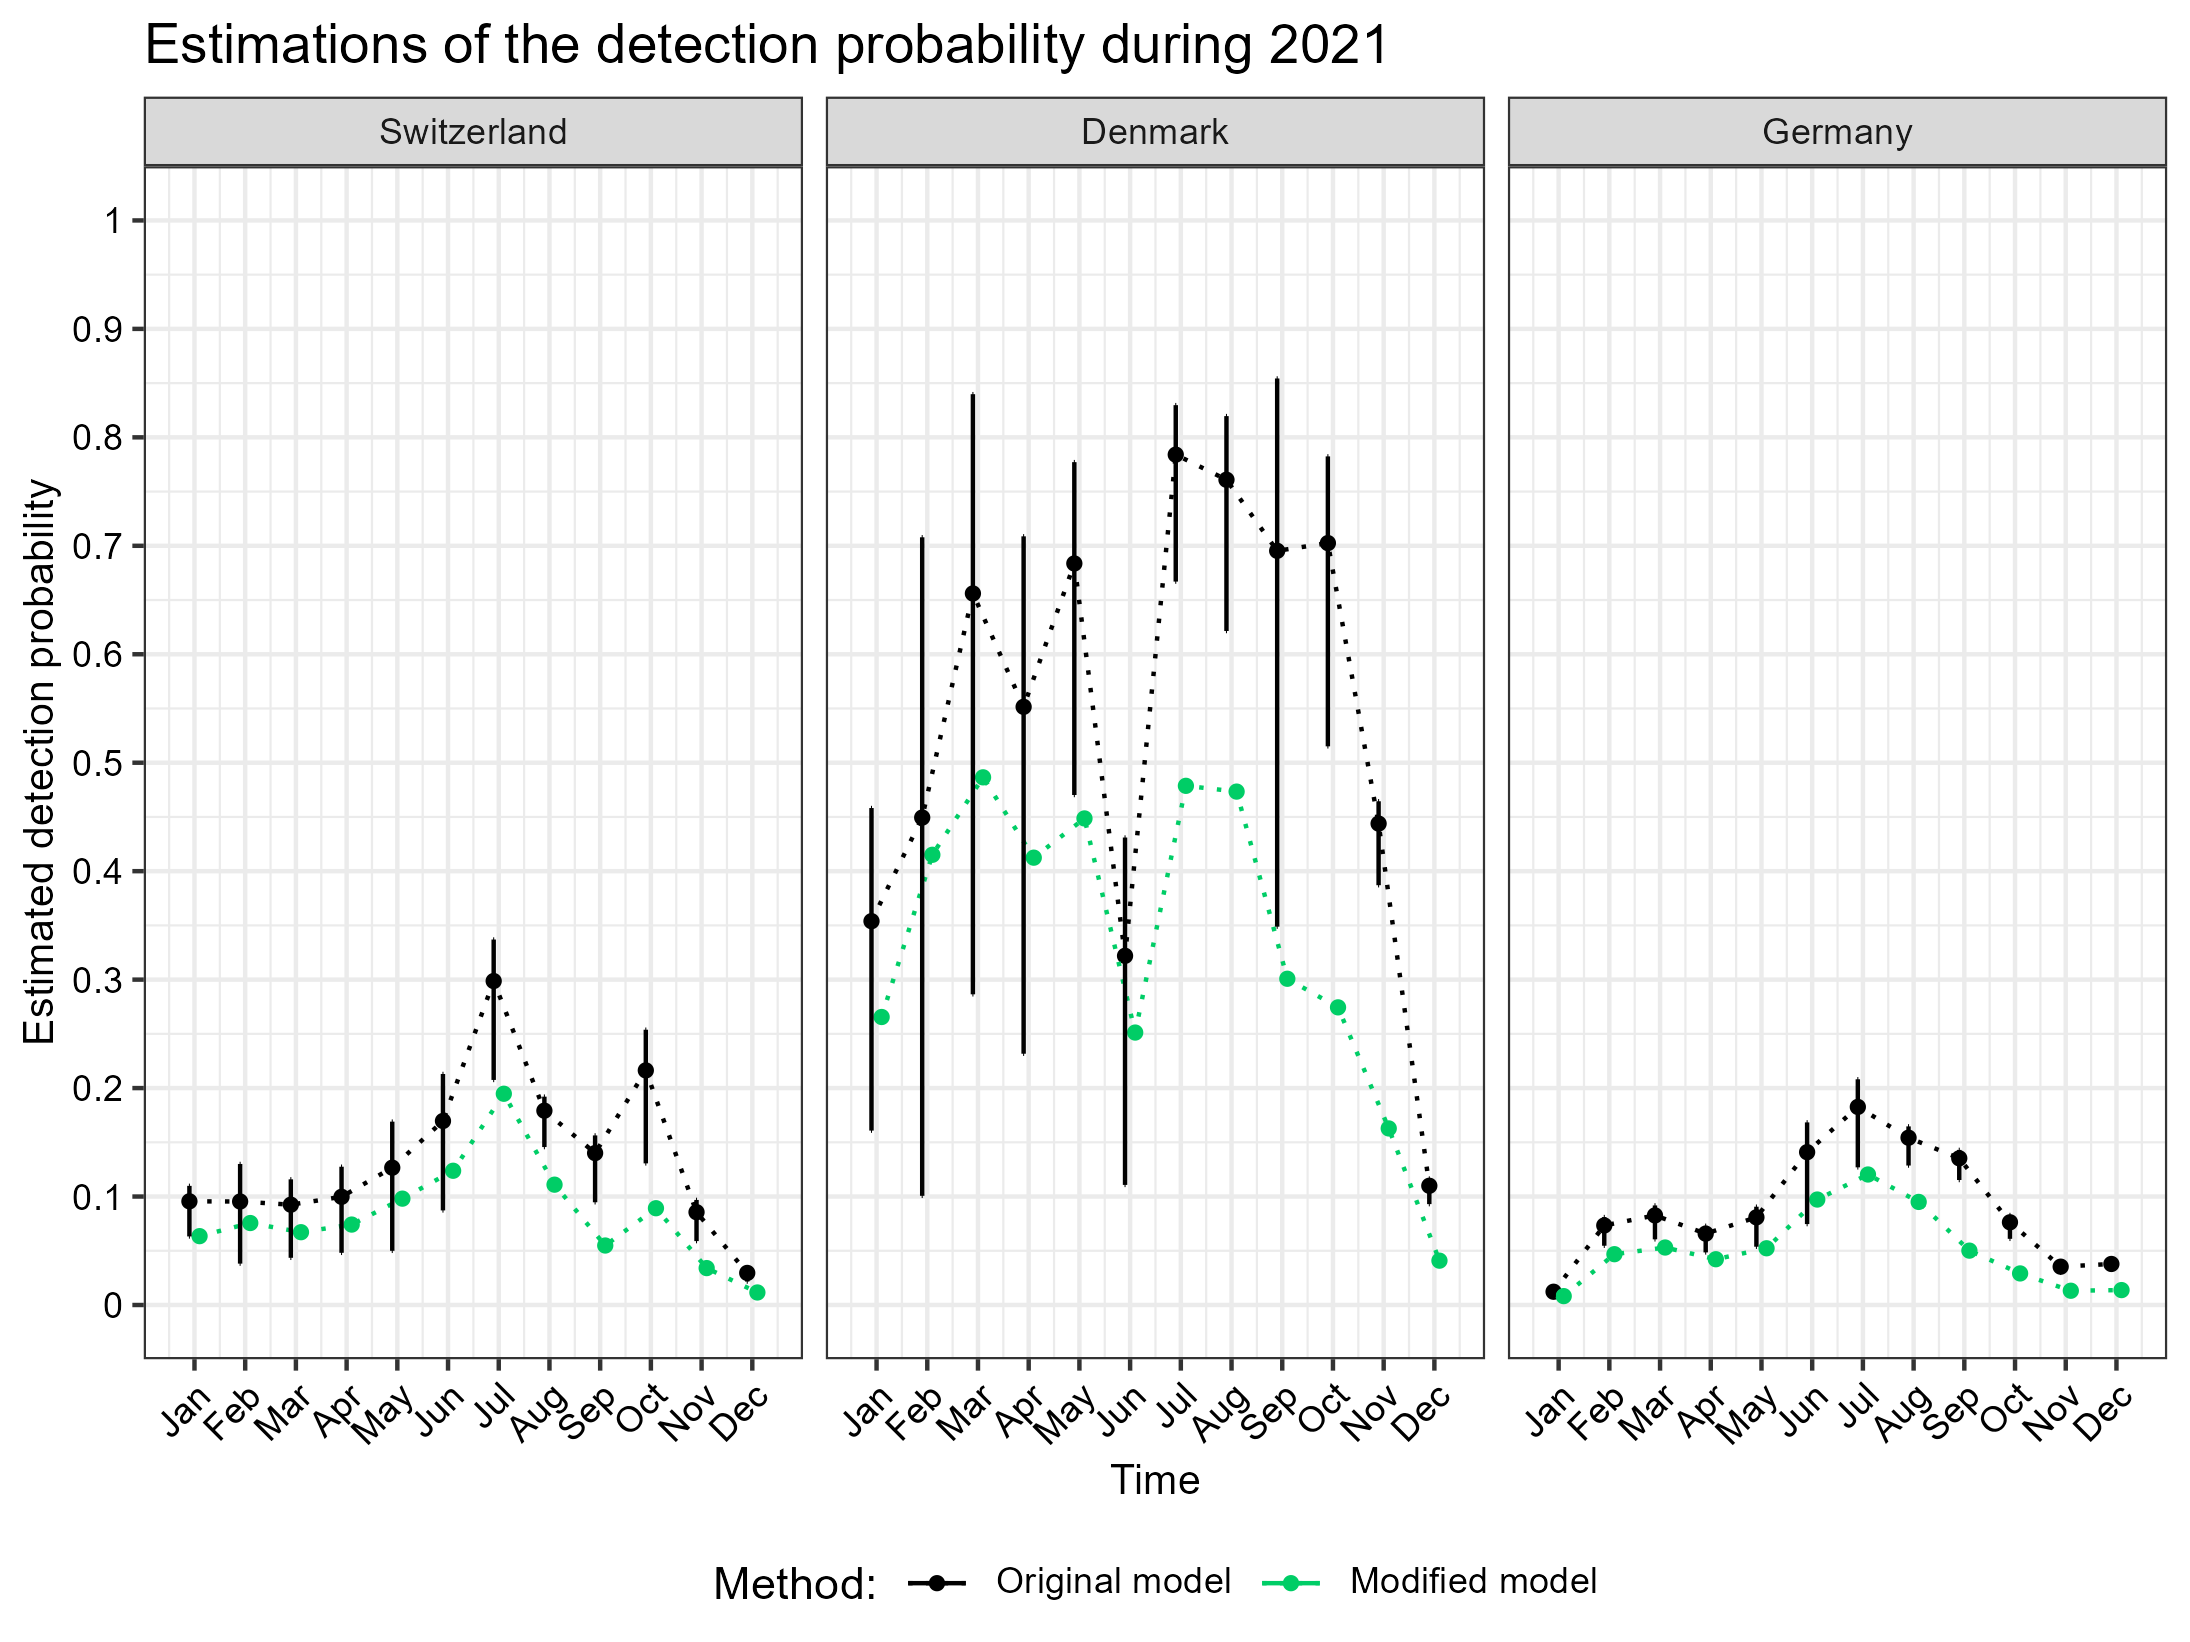 Estimations of the detection probability during 2021
Switzerland
Denmark
Germany
Estimated detection probability
1
0.9
0.8
0.7
0.6
0.5
0.4
0.3
0.2
0.1
0
Jan Feb Mar Apr May Jun Jul Aug Sep Oct Nov Dec
Jan Feb Mar Apr May Jun Jul Aug Sep Oct Nov Dec
Jan Feb Mar Apr May Jun Jul Aug Sep Oct Nov Dec
Time
Method: Original model Modified model